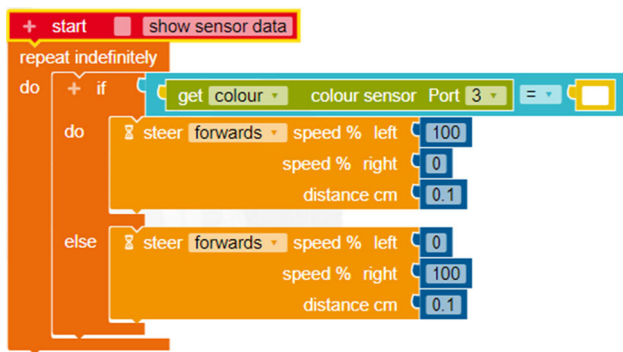 + start show sensor data
repeat indefinitely
do + if get colour colour sensor Port 3 =
do steer forwards speed % left 100
speed % right 0
distance cm 0.1
else steer forwards speed % left 0
speed % right 100
distance cm 0.1